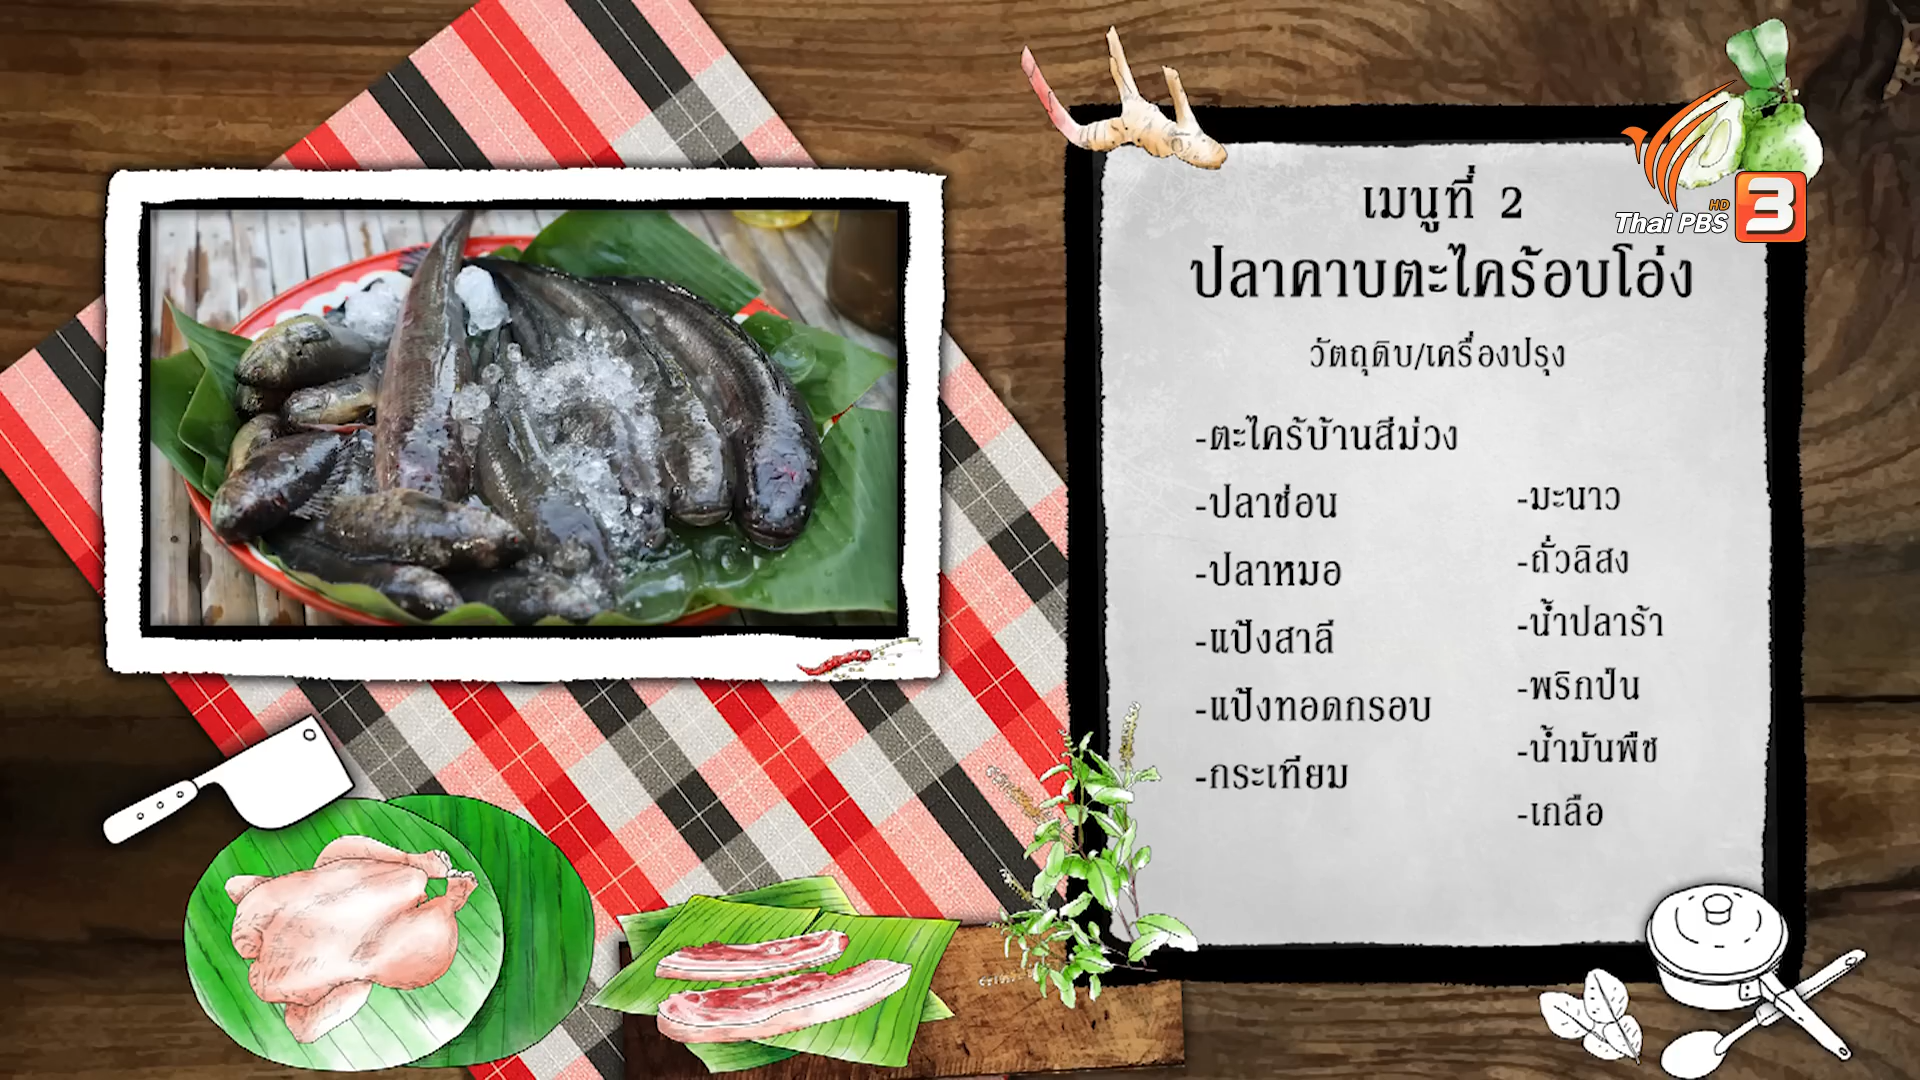 เมนูที่ 2
ปลาคาบตะไคร้อบโอ่ง
วัตถุดิบ/เครื่องปรุง
-ตะไคร้บ้านสีม่วง
-ปลาช่อน
-ปลาหมอ
-แป้งสาลี
-แป้งทอดกรอบ
-กระเทียม
-มะนาว
-ถั่วลิสง
-น้ำปลาร้า
-พริกป่น
-น้ำมันพืช
-เกลือ
Thai PBS HD 3